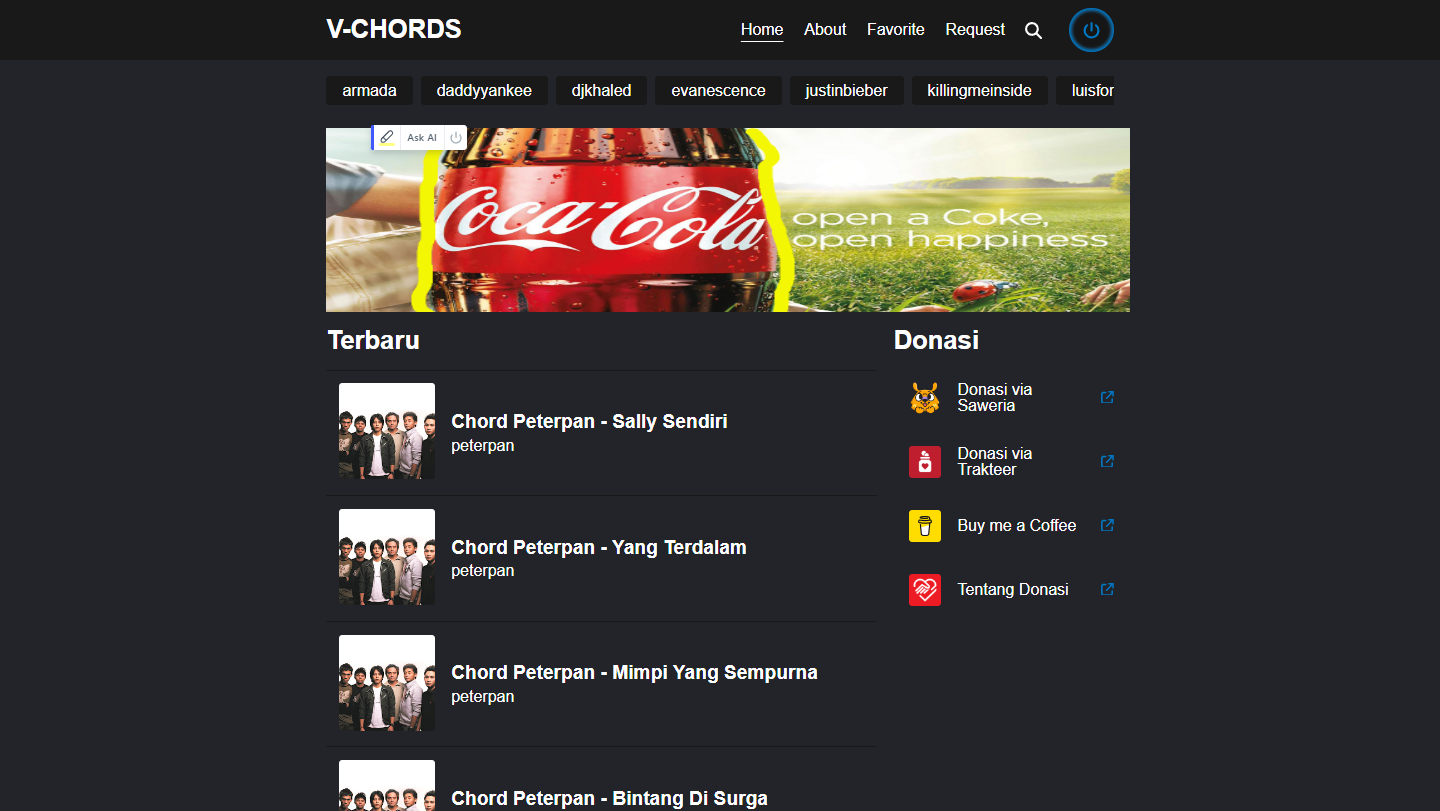 V-CHORDS
Home About Favorite Request
armada daddyyankee djkhaled evanescence justinbieber killingmeinside luisfor
Ask AI
Coca-Cola
open a Coke,
open happiness
Terbaru
Chord Peterpan - Sally Sendiri
peterpan
Chord Peterpan - Yang Terdalam
peterpan
Chord Peterpan - Mimpi Yang Sempurna
peterpan
Chord Peterpan - Bintang Di Surga
Donasi
Donasi via
Saweria
Donasi via
Trakteer
Buy me a Coffee
Tentang Donasi